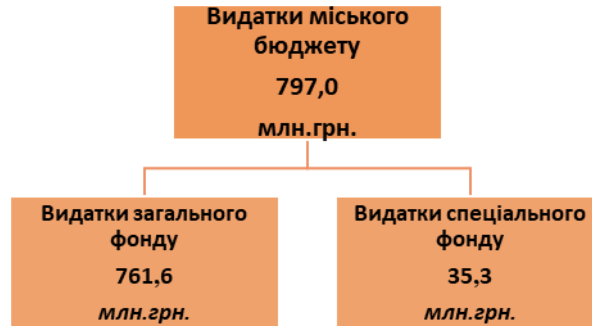 Видатки міського
бюджету
797,0
млн.грн.
Видатки загального
фонду
761,6
млн.грн.
Видатки спеціального
фонду
35,3
млн.грн.